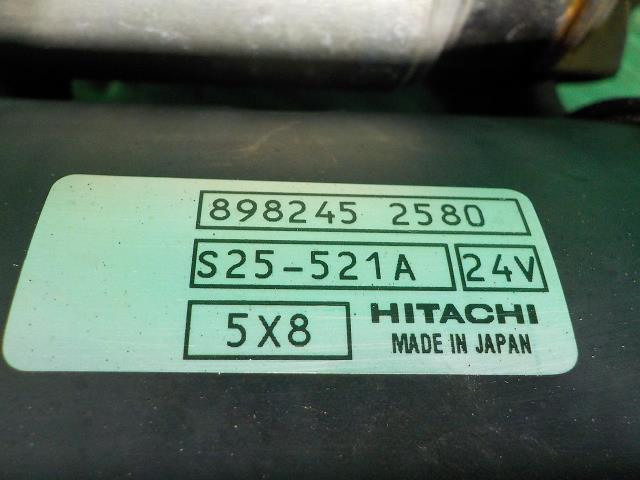 898245 2580
S25-521A 24V
5X8 HITACHI
MADE IN JAPAN